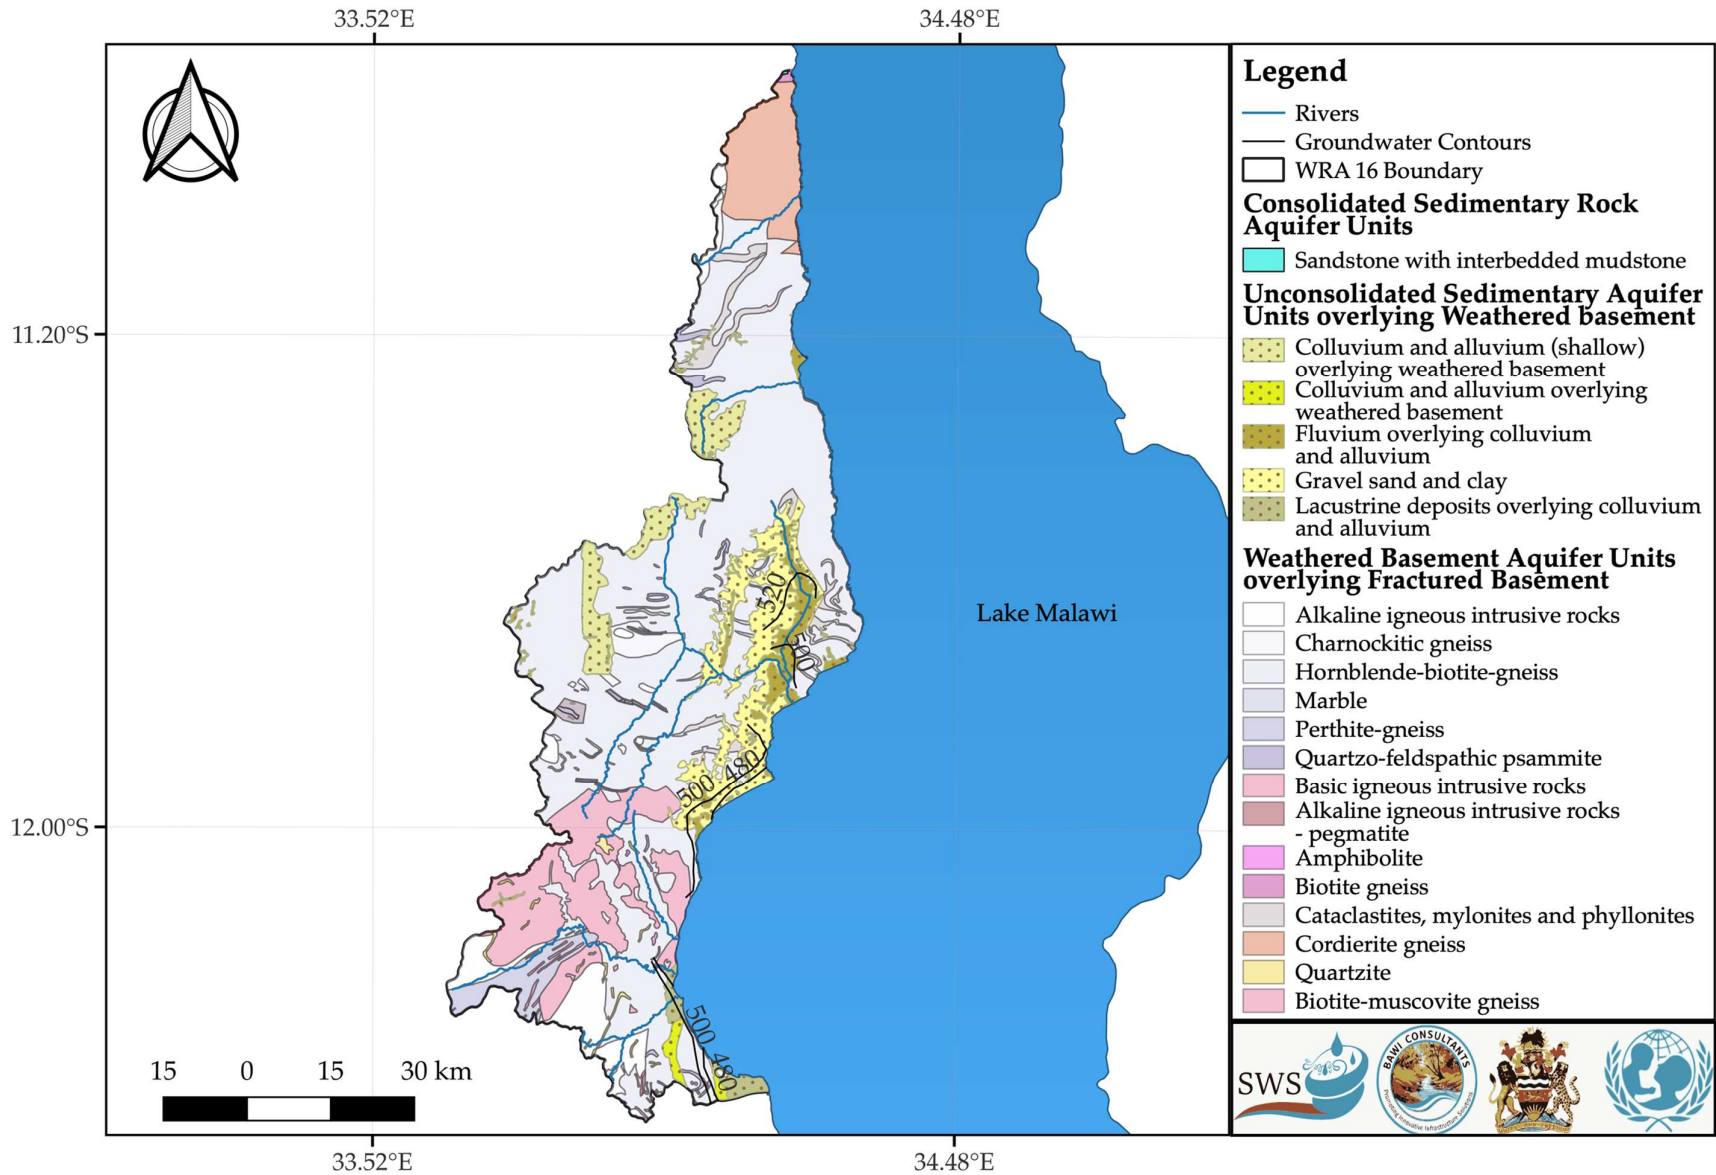 33.52°E
34.48°E
11.20°S
12.00°S
520
500
500
480
500
480
Lake Malawi
15
0
15
30 km
33.52°E
34.48°E
Legend
Rivers
Groundwater Contours
WRA 16 Boundary
Consolidated Sedimentary Rock
Aquifer Units
Sandstone with interbedded mudstone
Unconsolidated Sedimentary Aquifer
Units overlying Weathered basement
Colluvium and alluvium (shallow)
overlying weathered basement
Colluvium and alluvium overlying
weathered basement
Fluvium overlying colluvium
and alluvium
Gravel sand and clay
Lacustrine deposits overlying colluvium
and alluvium
Weathered Basement Aquifer Units
overlying Fractured Basement
Alkaline igneous intrusive rocks
Charnockitic gneiss
Hornblende-biotite-gneiss
Marble
Perthite-gneiss
Quartzo-feldspathic psammite
Basic igneous intrusive rocks
Alkaline igneous intrusive rocks
- pegmatite
Amphibolite
Biotite gneiss
Cataclastites, mylonites and phyllonites
Cordierite gneiss
Quartzite
Biotite-muscovite gneiss
SWS
BAWI CONSULTANTS